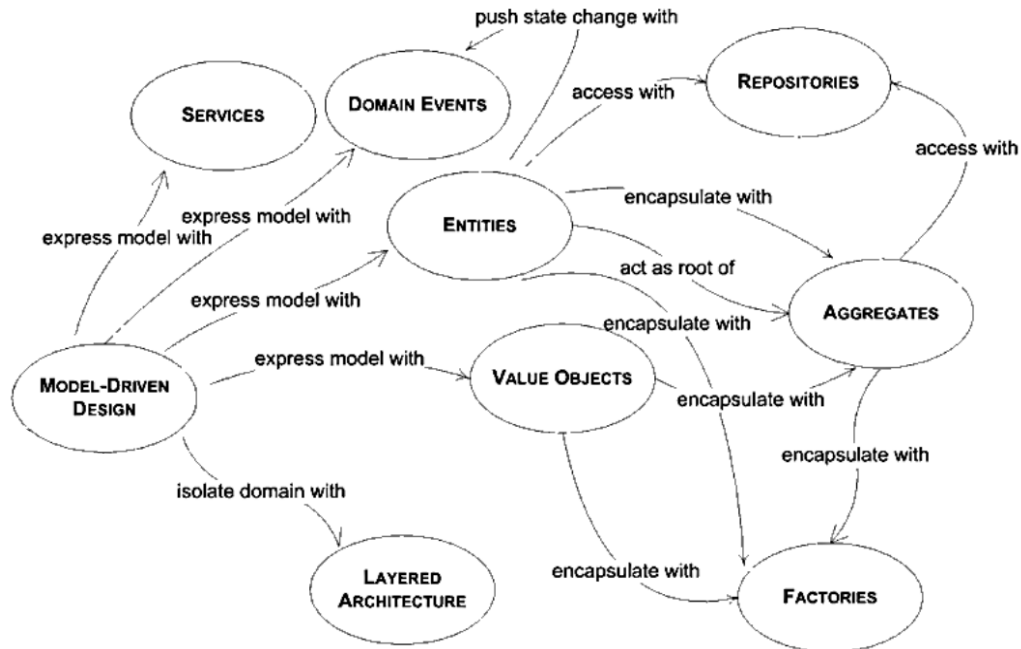 push state change with
SERVICES
DOMAIN EVENTS
access with
REPOSITORIES
access with
express model with
express model with
ENTITIES
encapsulate with
act as root of
express model with
encapsulate with
AGGREGATES
express model with
MODEL-DRIVEN
DESIGN
VALUE OBJECTS
encapsulate with
encapsulate with
isolate domain with
LAYERED
ARCHITECTURE
encapsulate with
FACTORIES